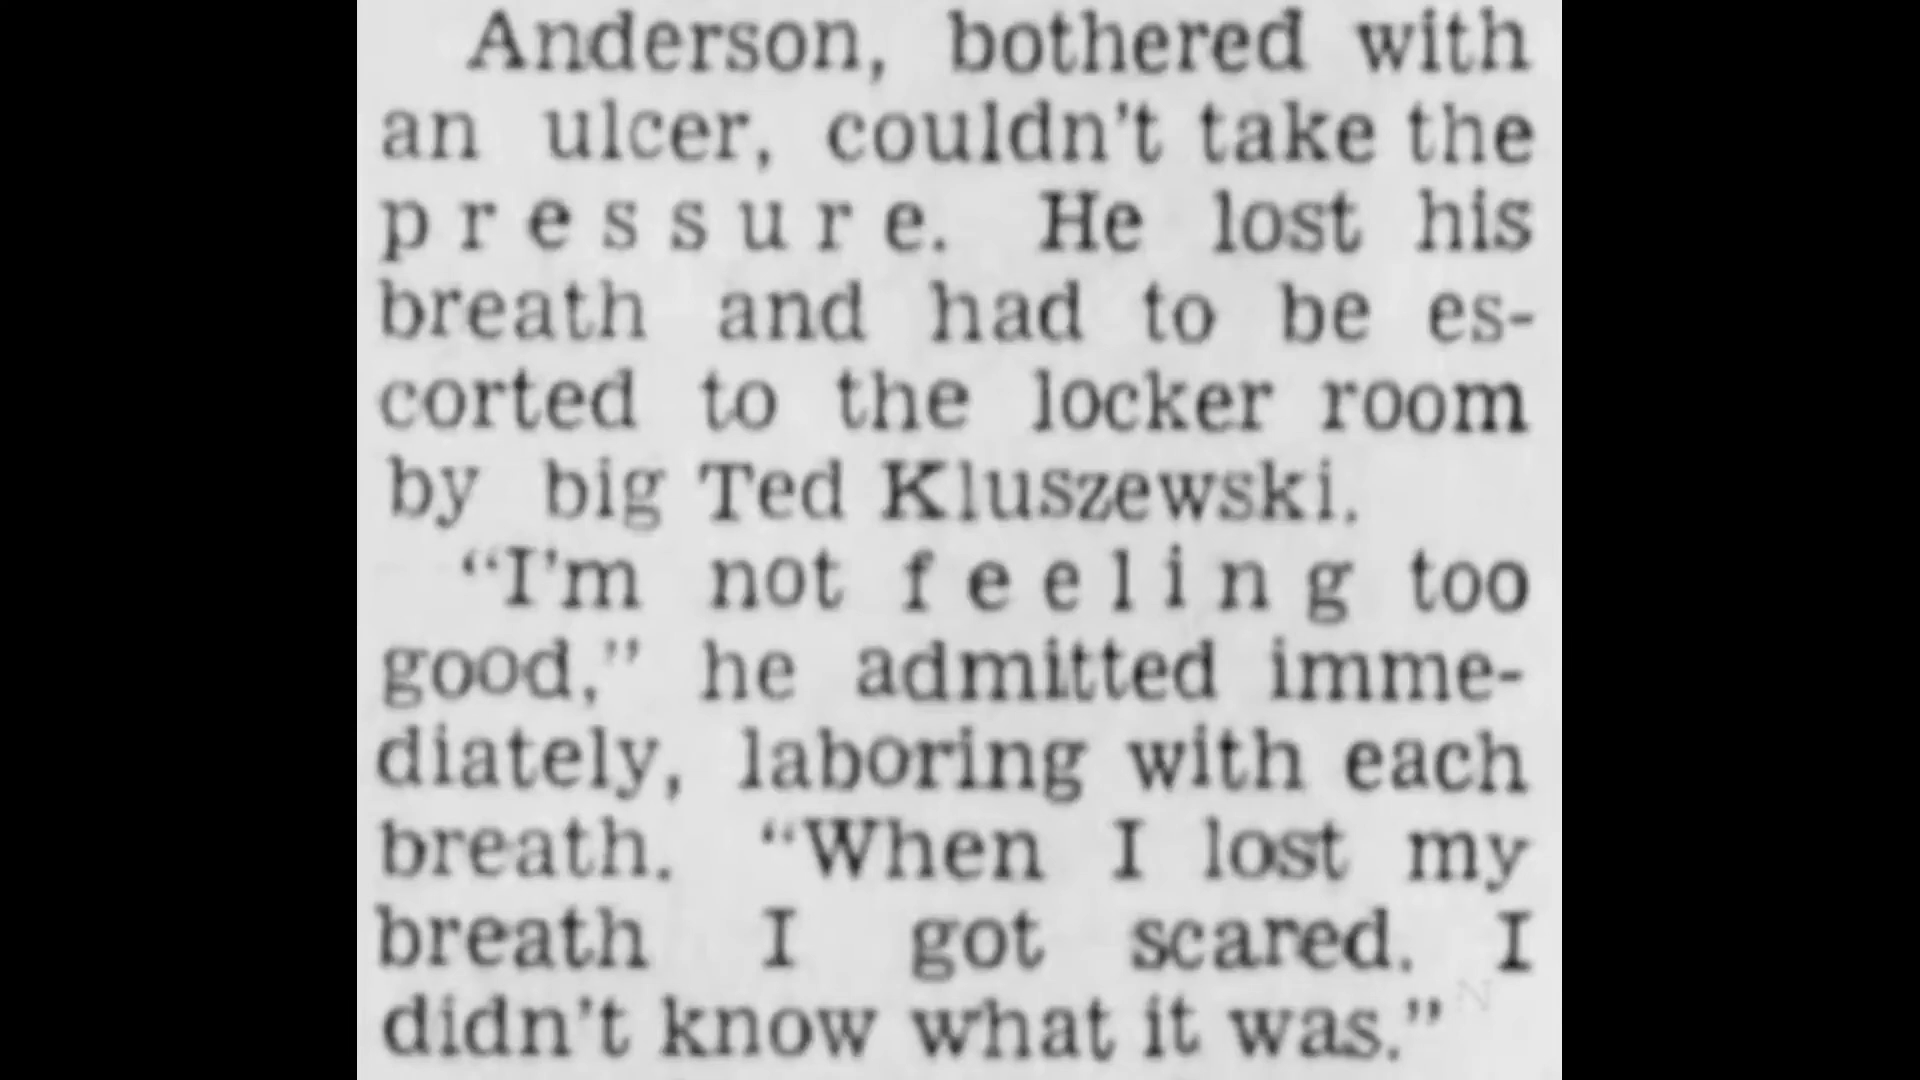 Anderson, bothered with
an ulcer, couldn't take the
pressure. He lost his
breath and had to be es-
corted to the locker room
by big Ted Kluszewski.
"I'm not feeling too
good," he admitted imme-
diately, laboring with each
breath. "When I lost my
breath I got scared. I
didn't know what it was."